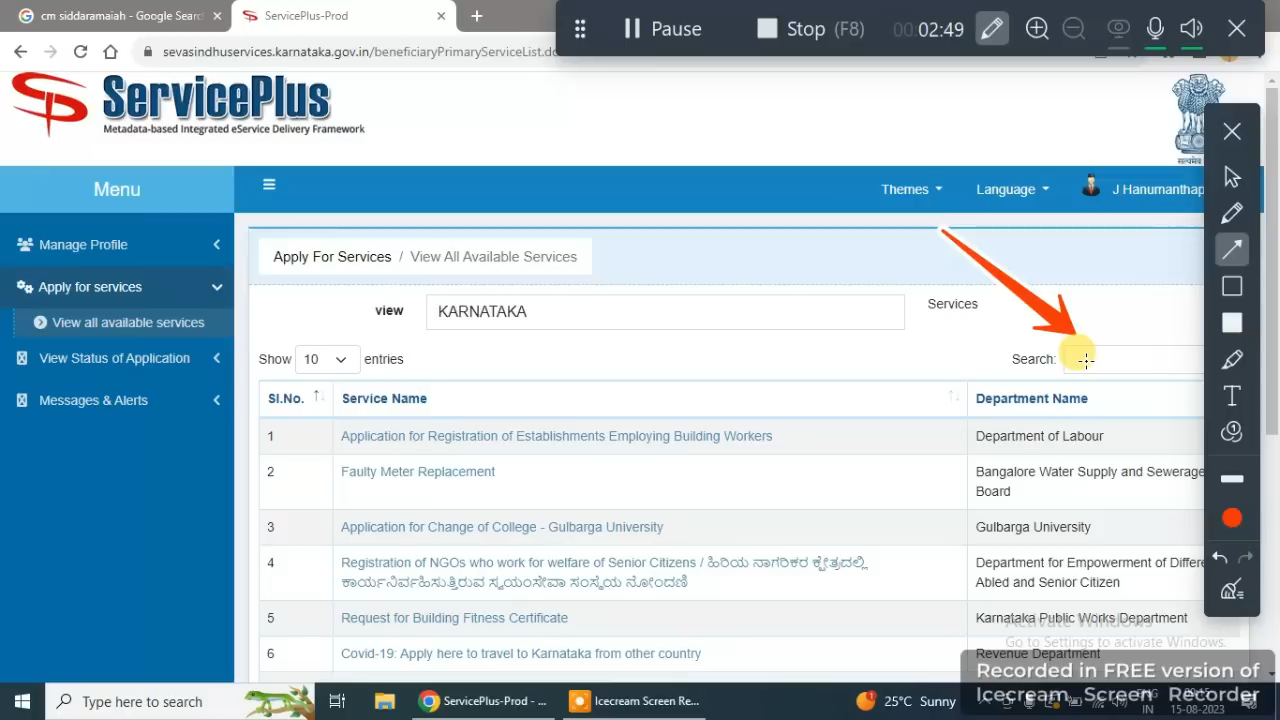 cm siddaramaiah - Google Sear
ServicePlus-Prod
Pause
Stop (F8)
00:02:49
sevasindhuservices.karnataka.gov.in/beneficiaryPrimaryServiceList.do
ServicePlus
Metadata-based Integrated eService Delivery Framework
Menu
Themes
Language
J Hanumanthap
Manage Profile
Apply for services
View all available services
View Status of Application
Messages & Alerts
Apply For Services / View All Available Services
view
KARNATAKA
Services
Show 10 entries
Search:
Sl.No. Service Name Department Name
1 Application for Registration of Establishments Employing Building Workers Department of Labour
2 Faulty Meter Replacement Bangalore Water Supply and Sewerage
Board
3 Application for Change of College - Gulbarga University Gulbarga University
4 Registration of NGOs who work for welfare of Senior Citizens / ಹಿರಿಯ ನಾಗರಿಕರ ಕ್ಷೇತ್ರದಲ್ಲಿ Department for Empowerment of Differe
ಕಾರ್ಯನಿರ್ವಹಿಸುತ್ತಿರುವ ಸ್ವಯಂಸೇವಾ ಸಂಸ್ಥೆಯ ನೋಂದಣಿ Abled and Senior Citizen
5 Request for Building Fitness Certificate Karnataka Public Works Department
6 Covid-19: Apply here to travel to Karnataka from other country Revenue Department
Activate Windows
Go to Settings to activate Windows.
Recorded in FREE version of
Icecream Screen Recorder
Type here to search
ServicePlus-Prod - ...
Icecream Screen Re...
25°C Sunny
ENG
IN
09:15
15-08-2023